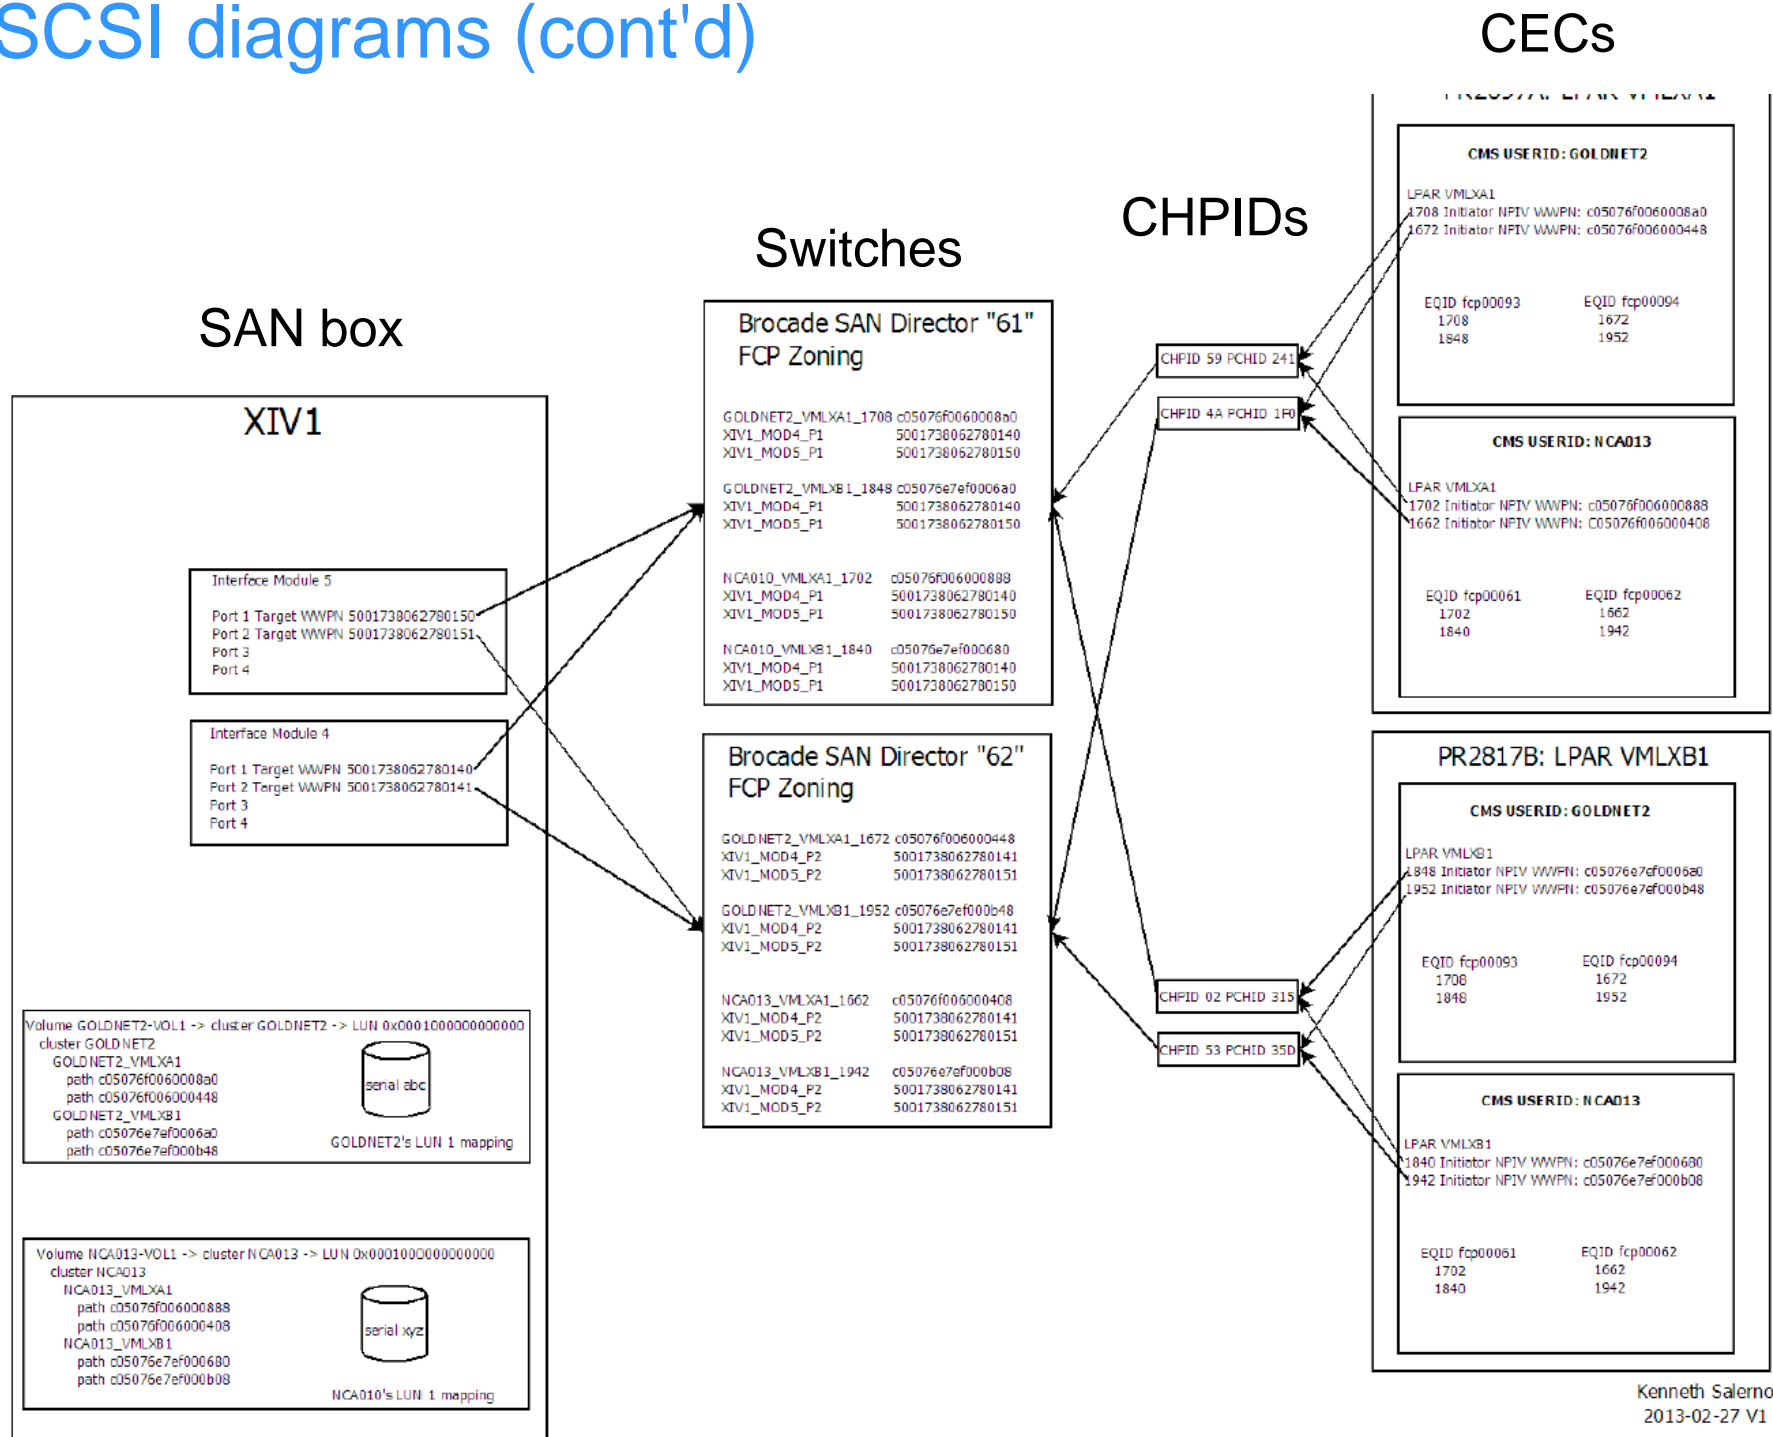 SCSI diagrams (cont'd)
CECs
CHPIDs
Switches
SAN box
XIV1
Interface Module 5
Port 1 Target WWPN 5001738062780150
Port 2 Target WWPN 5001738062780151
Port 3
Port 4
Interface Module 4
Port 1 Target WWPN 5001738062780140
Port 2 Target WWPN 5001738062780141
Port 3
Port 4
Volume GOLDNET2-VOL1 -> cluster GOLDNET2 -> LUN 0x0001000000000000
cluster GOLDNET2
GOLDNET2_VMLXA1
path c05076f0060008a0
path c05076f006000448
GOLDNET2_VMLXB1
path c05076e7ef0006a0
path c05076e7ef000b48
serial abc
GOLDNET2's LUN 1 mapping
Volume NCA013-VOL1 -> cluster NCA013 -> LUN 0x0001000000000000
cluster NCA013
NCA013_VMLXA1
path c05076f006000888
path c05076f006000408
NCA013_VMLXB1
path c05076e7ef000680
path c05076e7ef000b08
serial xyz
NCA010's LUN 1 mapping
Brocade SAN Director "61"
FCP Zoning
GOLDNET2_VMLXA1_1708 c05076f0060008a0
XIV1_MOD4_P1 5001738062780140
XIV1_MOD5_P1 5001738062780150
GOLDNET2_VMLXB1_1848 c05076e7ef0006a0
XIV1_MOD4_P1 5001738062780140
XIV1_MOD5_P1 5001738062780150
NCA010_VMLXA1_1702 c05076f006000888
XIV1_MOD4_P1 5001738062780140
XIV1_MOD5_P1 5001738062780150
NCA010_VMLXB1_1840 c05076e7ef000680
XIV1_MOD4_P1 5001738062780140
XIV1_MOD5_P1 5001738062780150
Brocade SAN Director "62"
FCP Zoning
GOLDNET2_VMLXA1_1672 c05076f006000448
XIV1_MOD4_P2 5001738062780141
XIV1_MOD5_P2 5001738062780151
GOLDNET2_VMLXB1_1952 c05076e7ef000b48
XIV1_MOD4_P2 5001738062780141
XIV1_MOD5_P2 5001738062780151
NCA013_VMLXA1_1662 c05076f006000408
XIV1_MOD4_P2 5001738062780141
XIV1_MOD5_P2 5001738062780151
NCA013_VMLXB1_1942 c05076e7ef000b08
XIV1_MOD4_P2 5001738062780141
XIV1_MOD5_P2 5001738062780151
CHPID 59 PCHID 241
CHPID 4A PCHID 1F0
CHPID 02 PCHID 315
CHPID 53 PCHID 35D
LPAR VMLXA1
CMS USERID: GOLDNET2
LPAR VMLXA1
1708 Initiator NPIV WWPN: c05076f0060008a0
1672 Initiator NPIV WWPN: c05076f006000448
EQID fcp00093 EQID fcp00094
1708 1672
1848 1952
CMS USERID: NCA013
LPAR VMLXA1
1702 Initiator NPIV WWPN: c05076f006000888
1662 Initiator NPIV WWPN: C05076f006000408
EQID fcp00061 EQID fcp00062
1702 1662
1840 1942
PR2817B: LPAR VMLXB1
CMS USERID: GOLDNET2
LPAR VMLXB1
1848 Initiator NPIV WWPN: c05076e7ef0006a0
1952 Initiator NPIV WWPN: c05076e7ef000b48
EQID fcp00093 EQID fcp00094
1708 1672
1848 1952
CMS USERID: NCA013
LPAR VMLXB1
1840 Initiator NPIV WWPN: c05076e7ef000680
1942 Initiator NPIV WWPN: c05076e7ef000b08
EQID fcp00061 EQID fcp00062
1702 1662
1840 1942
Kenneth Salerno
2013-02-27 V1